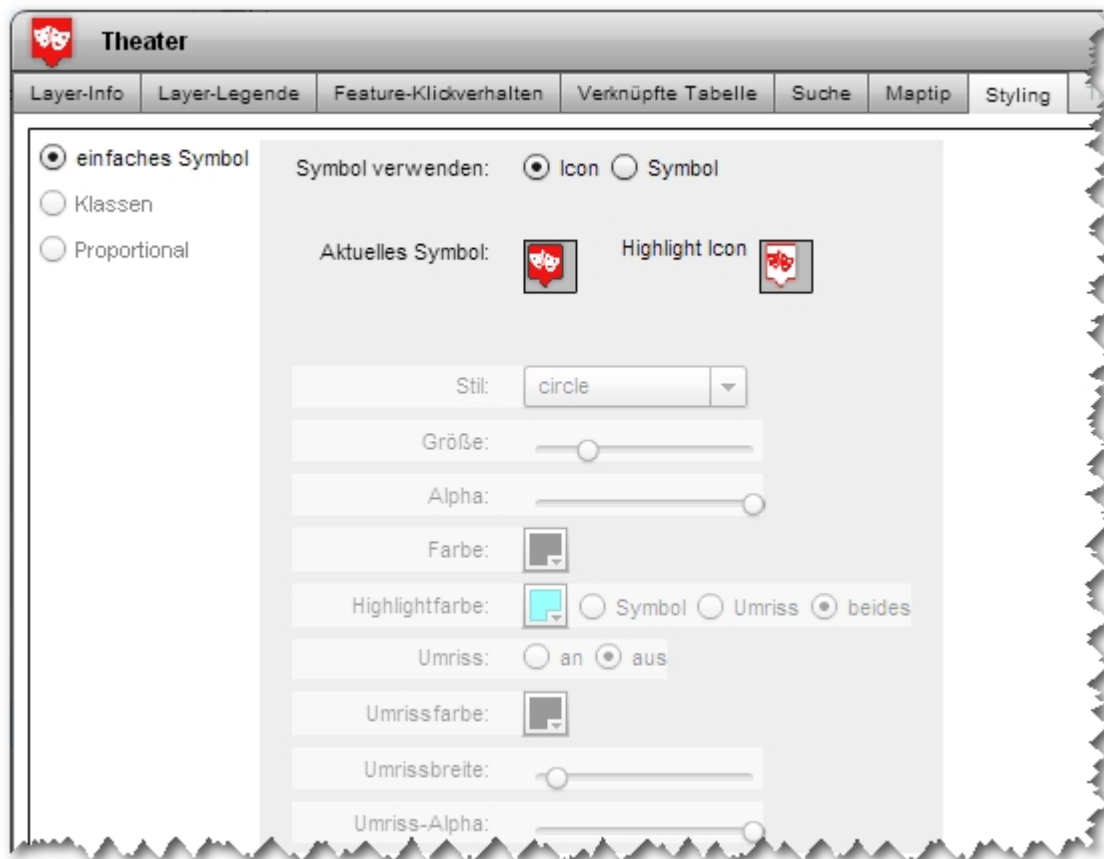 Theater
Layer-Info Layer-Legende Feature-Klickverhalten Verknüpfte Tabelle Suche Maptip Styling
einfaches Symbol
Klassen
Proportional
Symbol verwenden: Icon Symbol
Aktuelles Symbol: Highlight Icon
Stil: circle
Größe:
Alpha:
Farbe:
Highlightfarbe: Symbol Umriss beides
Umriss: an aus
Umrissfarbe:
Umrissbreite:
Umriss-Alpha: